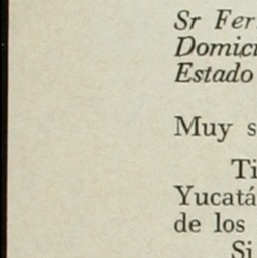 Sr Fer
Domici
Estado
Muy s
Ti
Yucatá
de los
Si